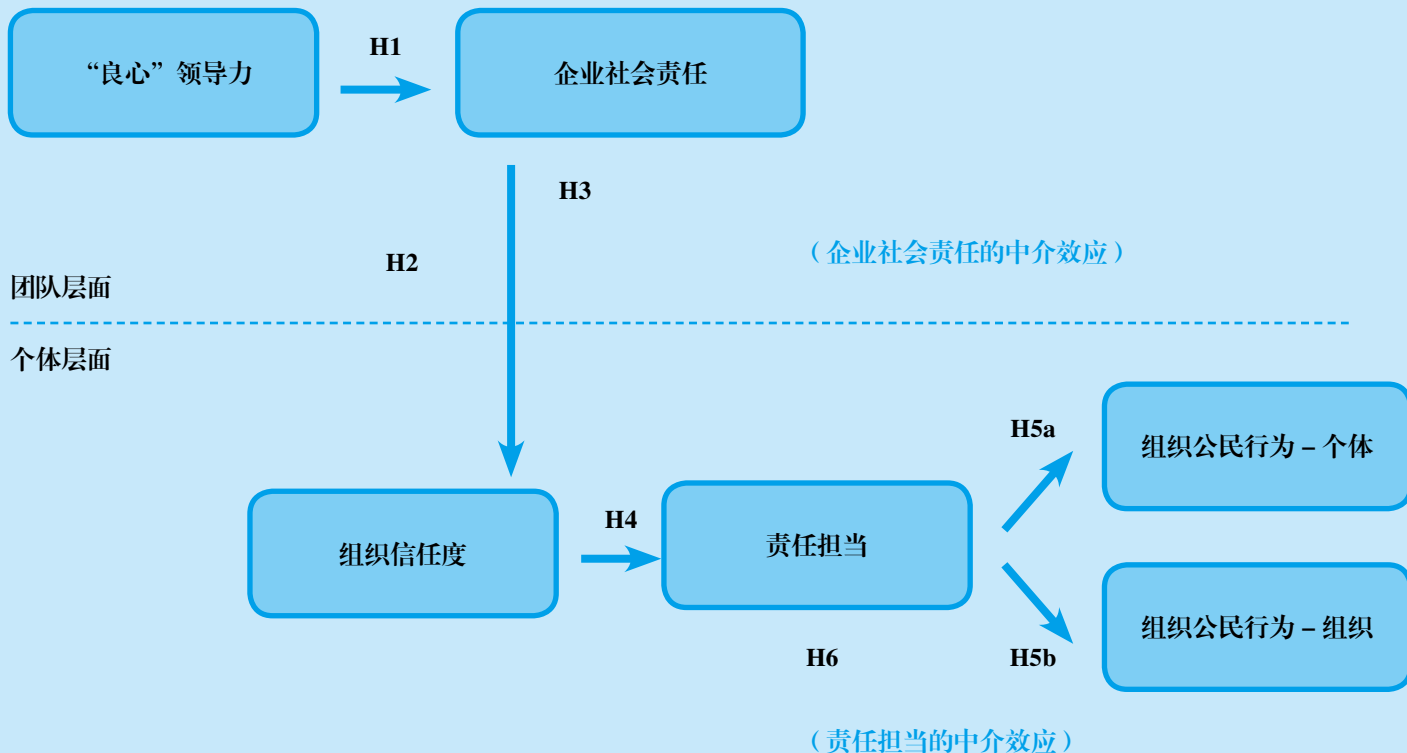 “良心”领导力
H1
企业社会责任
H3
（企业社会责任的中介效应）
H2
团队层面
个体层面
组织信任度
H4
责任担当
H5a
组织公民行为 – 个体
组织公民行为 – 组织
H5b
H6
（责任担当的中介效应）